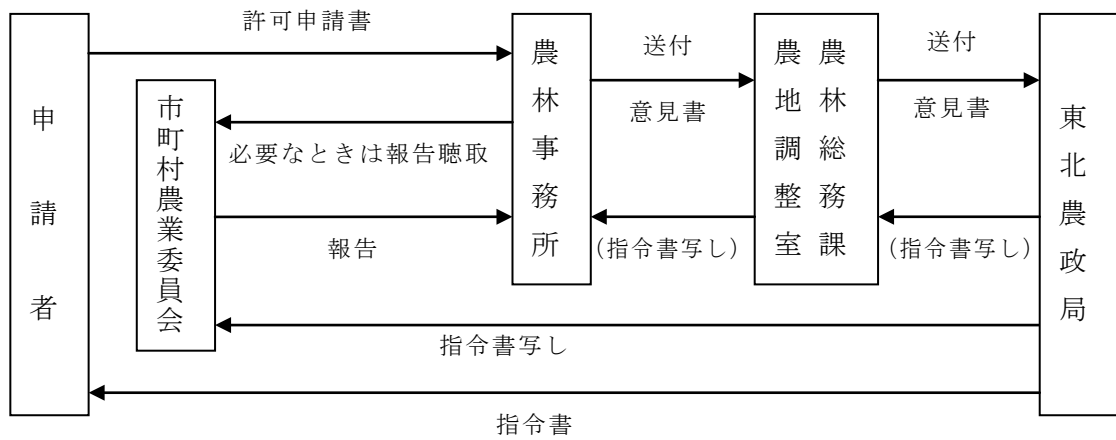 許可申請書
送付
送付
意見書
意見書
申請者
市町村農業委員会
農林事務所
農林総務課
農地調整室
東北農政局
必要なときは報告聴取
報告
(指令書写し)
(指令書写し)
指令書写し
指令書